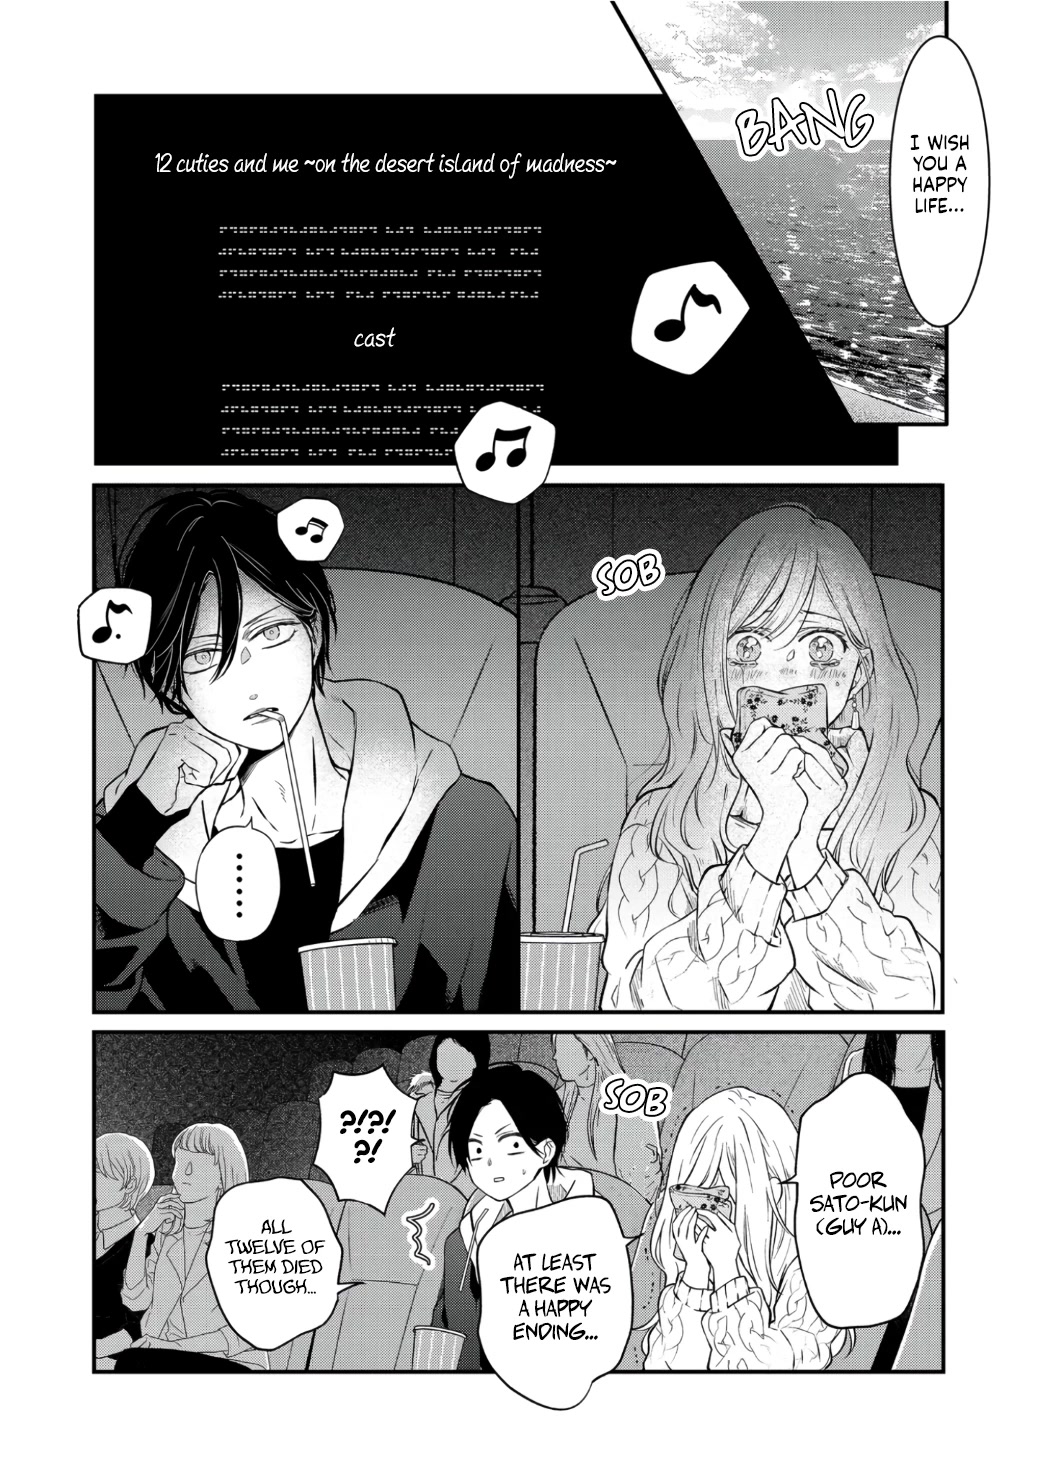 I WISH
YOU A
HAPPY
LIFE...
BANG
12 cuties and me ~on the desert island of madness~
cast
SOB
......
SOB
POOR
SATO-KUN
(GUY A)...
?!?!
?!
AT LEAST
THERE WAS
A HAPPY
ENDING...
ALL
TWELVE OF
THEM DIED
THOUGH...